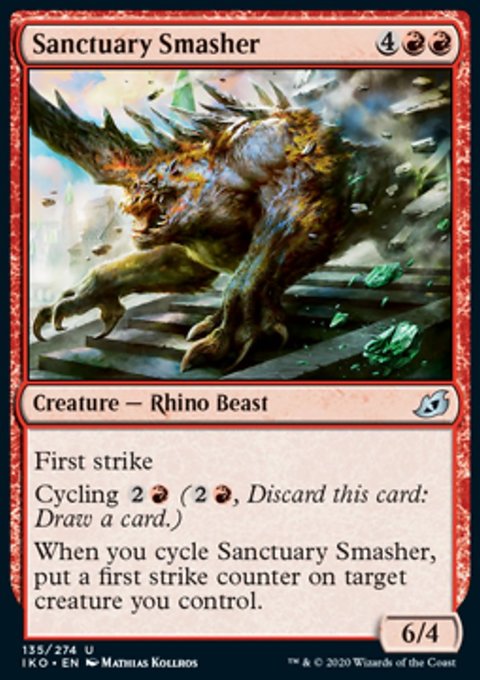 Sanctuary Smasher 4
Creature — Rhino Beast
First strike
Cycling 2 (2, Discard this card:
Draw a card.)
When you cycle Sanctuary Smasher,
put a first strike counter on target
creature you control.
6/4
135/274 U
IKO • EN Mathias Kollros
™ & © 2020 Wizards of the Coast